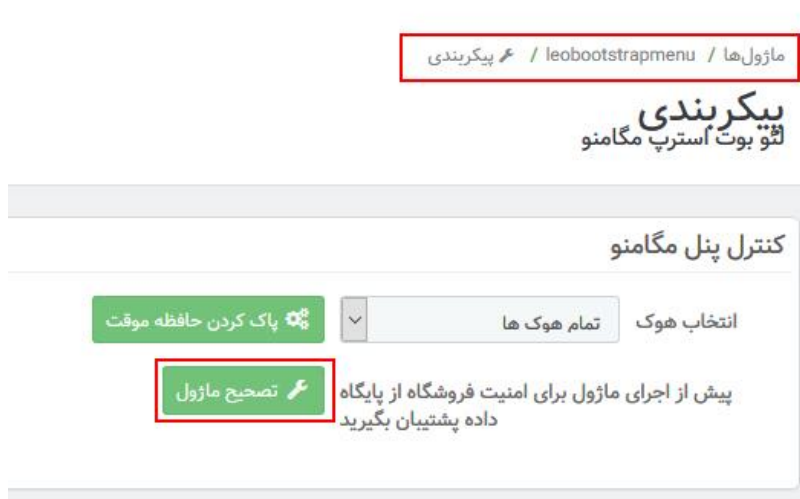 ماژول‌ها / leobootstrapmenu / پیکربندی
پیکربندی
لئو بوت استرپ مگامنو
کنترل پنل مگامنو
انتخاب هوک تمام هوک ها پاک کردن حافظه موقت
پیش از اجرای ماژول برای امنیت فروشگاه از پایگاه تصحیح ماژول
داده پشتیبان بگیرید